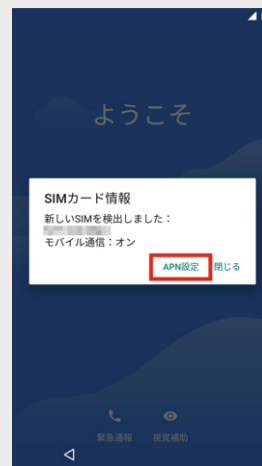 ようこそ
SIMカード情報
新しいSIMを検出しました：
モバイル通信：オン
APN設定 閉じる
緊急通報 視覚補助